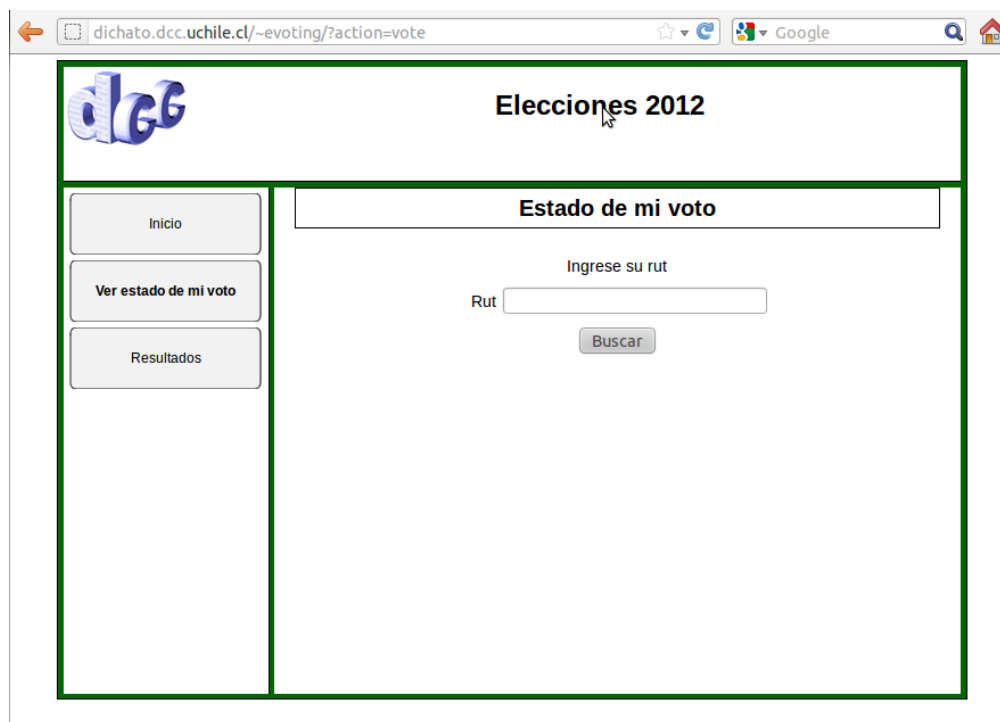 dichato.dcc.uchile.cl/~evoting/?action=vote
Google
dcc
Elecciones 2012
Inicio
Ver estado de mi voto
Resultados
Estado de mi voto
Ingrese su rut
Rut
Buscar